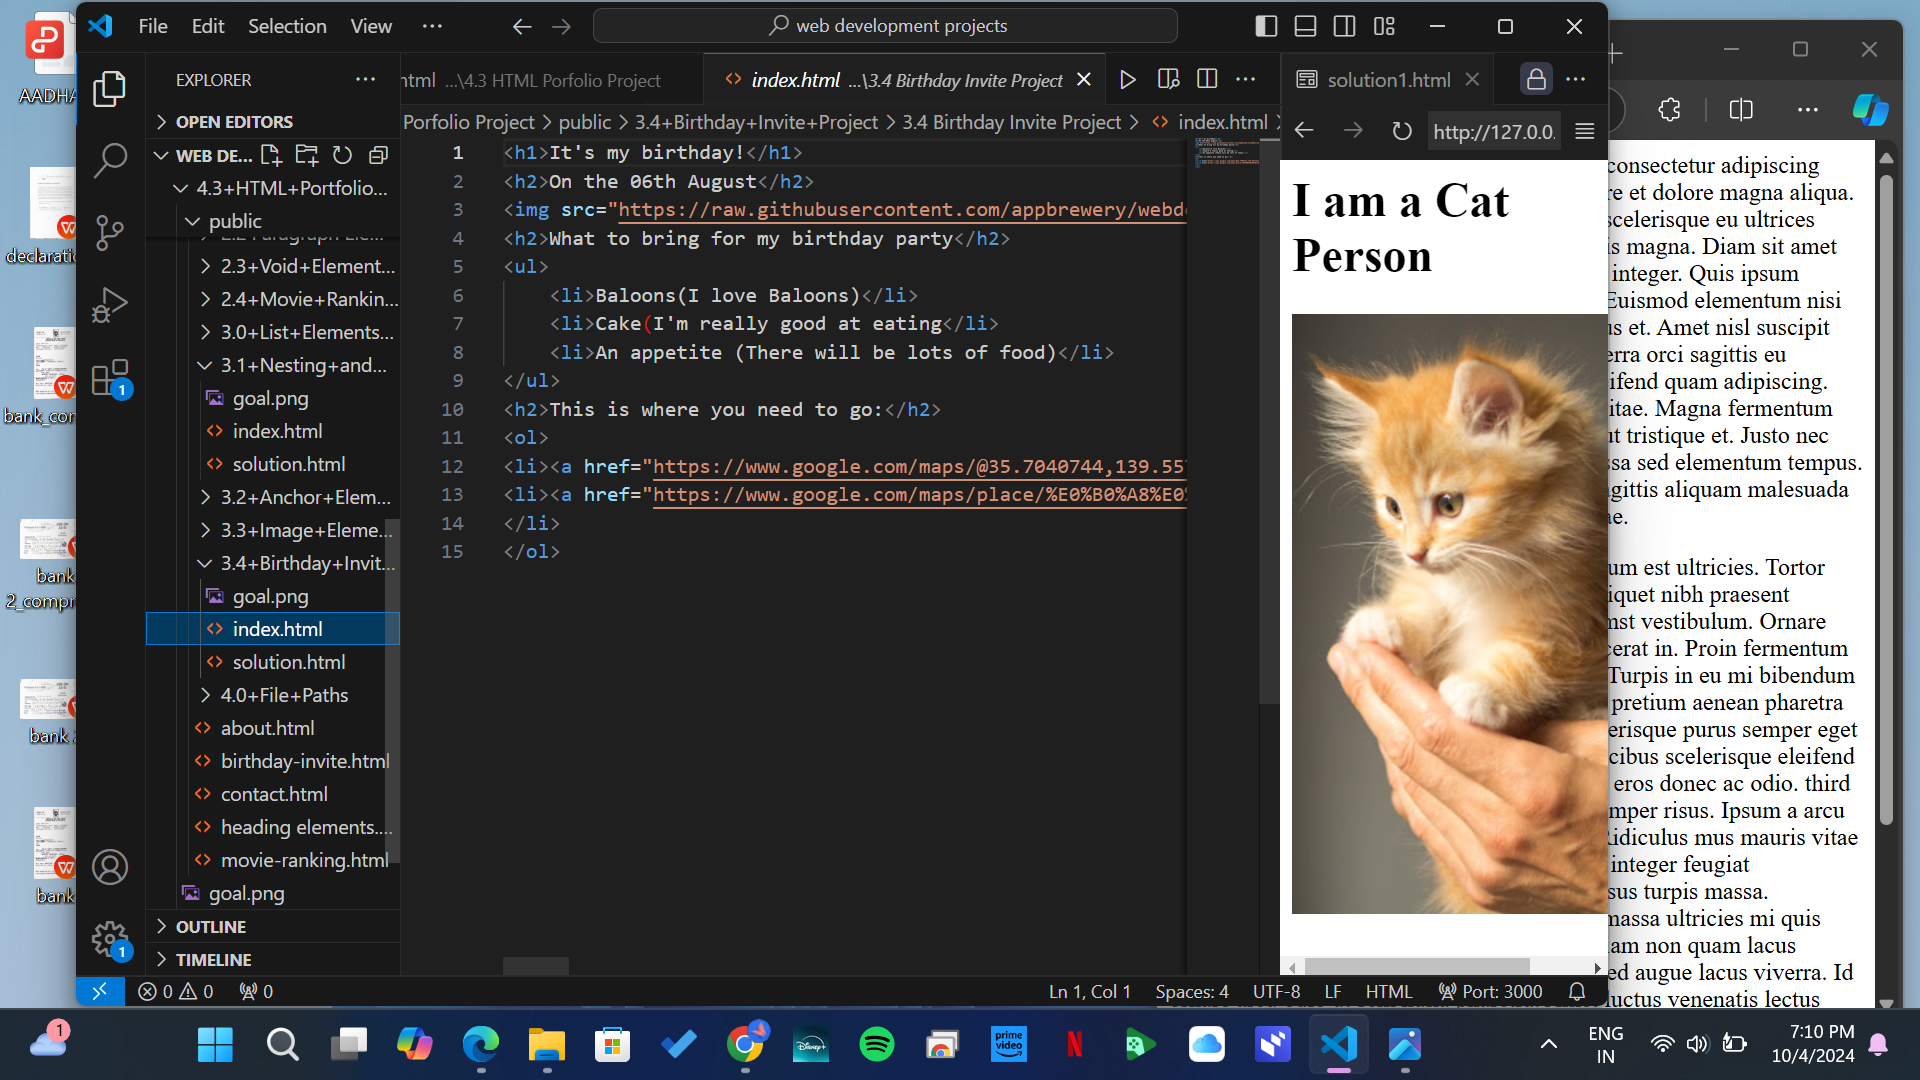 AADHA
declaratio
bank_con
bank
2_compr
bank 2
bank
File Edit Selection View
web development projects
EXPLORER
OPEN EDITORS
WEB DE...
4.3+HTML+Portfolio...
public
2.3+Void+Element...
2.4+Movie+Rankin...
3.0+List+Elements...
3.1+Nesting+and...
goal.png
index.html
solution.html
3.2+Anchor+Elem...
3.3+Image+Eleme...
3.4+Birthday+Invit...
goal.png
index.html
solution.html
4.0+File+Paths
about.html
birthday-invite.html
contact.html
heading elements....
movie-ranking.html
goal.png
OUTLINE
TIMELINE
1
1
html ...\4.3 HTML Porfolio Project
index.html ...\3.4 Birthday Invite Project
Porfolio Project > public > 3.4+Birthday+Invite+Project > 3.4 Birthday Invite Project > index.html >
1 <h1>It's my birthday!</h1>
2 <h2>On the 06th August</h2>
3 <img src="https://raw.githubusercontent.com/appbrewery/webd
4 <h2>What to bring for my birthday party</h2>
5 <ul>
6 <li>Baloons(I love Baloons)</li>
7 <li>Cake(I'm really good at eating</li>
8 <li>An appetite (There will be lots of food)</li>
9 </ul>
10 <h2>This is where you need to go:</h2>
11 <ol>
12 <li><a href="https://www.google.com/maps/@35.7040744,139.557
13 <li><a href="https://www.google.com/maps/place/%E0%B0%A8%E0%
14 </li>
15 </ol>
solution1.html
http://127.0.0.
I am a Cat
Person
0 0 0
Ln 1, Col 1 Spaces: 4 UTF-8 LF HTML Port: 3000
consectetur adipiscing
re et dolore magna aliqua.
scelerisque eu ultrices
is magna. Diam sit amet
integer. Quis ipsum
Euismod elementum nisi
us et. Amet nisl suscipit
erra orci sagittis eu
ifend quam adipiscing.
itae. Magna fermentum
ut tristique et. Justo nec
ssa sed elementum tempus.
gittis aliquam malesuada
ae.
um est ultricies. Tortor
iquet nibh praesent
nst vestibulum. Ornare
cerat in. Proin fermentum
Turpis in eu mi bibendum
pretium aenean pharetra
erisque purus semper eget
cibus scelerisque eleifend
eros donec ac odio. third
mper risus. Ipsum a arcu
Ridiculus mus mauris vitae
integer feugiat
sus turpis massa.
massa ultricies mi quis
am non quam lacus
ed augue lacus viverra. Id
luctus venenatis lectus
1
Disney+
prime
video
N
ENG
IN
7:10 PM
10/4/2024